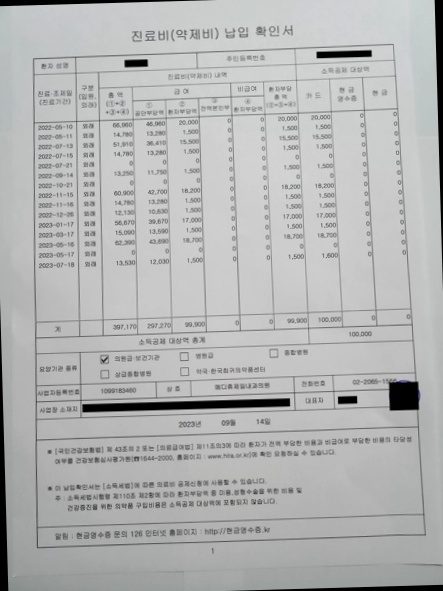 진료비(약제비) 납입 확인서
환자 성명 주민등록번호
진료·조제일 (진료기간) 구분 (입원, 외래) 진료비(약제비) 내역 소득공제 대상액
총 액 (①+② +③+④) 급 여 비급여 환자부담 총 액 (②+③+④) 카 드 현 금 영수증 현 금
① 공단부담액 ② 환자부담액 ③ 전액본인부담 ④ 환자부담액
2022-05-10 외래 66,960 46,960 20,000 0 0 20,000 20,000 0 0
2022-05-11 외래 14,780 13,280 1,500 0 0 1,500 1,500 0 0
2022-07-13 외래 51,910 36,410 15,500 0 0 15,500 15,500 0 0
2022-07-15 외래 14,780 13,280 1,500 0 0 1,500 1,500 0 0
2022-07-21 외래 0 0 0 0 0 0 0 0 0
2022-09-14 외래 13,250 11,750 1,500 0 0 1,500 1,500 0 0
2022-10-21 외래 0 0 0 0 0 0 0 0 0
2022-11-15 외래 60,900 42,700 18,200 0 0 18,200 18,200 0 0
2022-11-16 외래 14,780 13,280 1,500 0 0 1,500 1,500 0 0
2022-12-26 외래 12,130 10,630 1,500 0 0 1,500 1,500 0 0
2023-01-17 외래 56,670 39,670 17,000 0 0 17,000 17,000 0 0
2023-03-17 외래 15,090 13,590 1,500 0 0 1,500 1,500 0 0
2023-05-16 외래 62,390 43,690 18,700 0 0 18,700 18,700 0 0
2023-05-17 외래 0 0 0 0 0 0 0 0 0
2023-07-18 외래 13,530 12,030 1,500 0 0 1,500 1,600 0 0
계 397,170 297,270 99,900 0 0 99,900 100,000 0 0
소득공제 대상액 총계 100,000
요양기관 종류 의원급·보건기관 병원급 종합병원
상급종합병원 약국·한국희귀의약품센터
사업자등록번호 1099183460 상 호 메디휴제일내과의원 전화번호
사업장 소재지 대표자
2023년 09월 14일
※ [국민건강보험법] 제 43조의 2 또는 [의료급여법] 제11조의3에 따라 환자가 전액 부담한 비용과 비급여로 부담한 비용의 타당성
여부를 건강보험심사평가원(☎1644-2000, 홈페이지 : www.hira.or.kr)에 확인 요청하실 수 있습니다.
※ 이 납입확인서는 [소득세법]에 따른 의료비 공제신청에 사용할 수 있습니다.
주 : 소득세법시행령 제110조 제2항에 따라 환자부담액 중 미용,성형수술을 위한 비용 및
건강증진을 위한 의약품 구입비용은 소득공제 대상액에 포함되지 않습니다.
알림 : 현금영수증 문의 126 인터넷 홈페이지 : http://현금영수증.kr
1